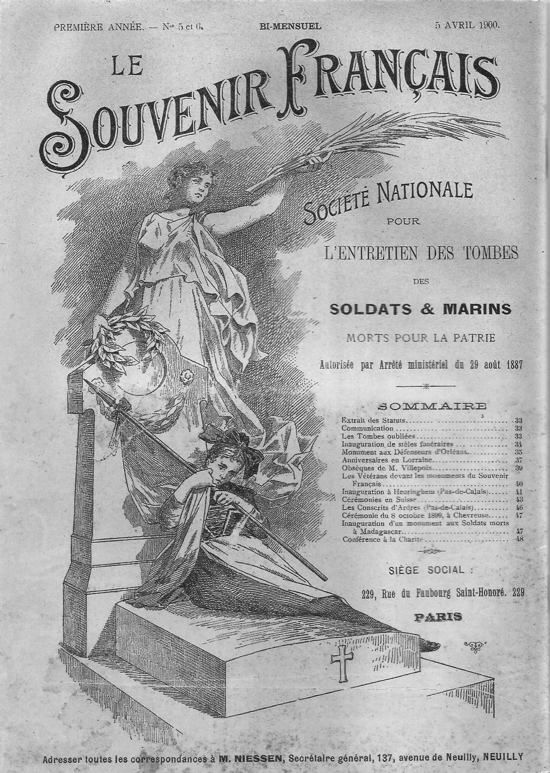 PREMIÈRE ANNÉE. — Nos 5 et 6.
BI-MENSUEL
5 AVRIL 1900.
LE
SOUVENIR FRANÇAIS
SOCIÉTÉ NATIONALE
POUR
L'ENTRETIEN DES TOMBES
DES
SOLDATS & MARINS
MORTS POUR LA PATRIE
Autorisée par Arrêté ministériel du 29 août 1887
SOMMAIRE
Extrait des Statuts 33
Communication 33
Les Tombes oubliées 33
Inauguration de stèles funéraires 34
Monument aux Défenseurs d'Orléans 35
Anniversaires en Lorraine 37
Obsèques de M. Villepois 39
Les Vétérans devant les monuments du Souvenir
Français 40
Inauguration à Heuringhem (Pas-de-Calais) 41
Cérémonies en Suisse 43
Les Conscrits d'Ardres (Pas-de-Calais) 46
Cérémonie du 8 octobre 1899, à Chevreuse 47
Inauguration d'un monument aux Soldats morts
à Madagascar 47
Conférence à la Charité 48
SIÈGE SOCIAL :
229, Rue du Faubourg Saint-Honoré. 229
PARIS
Adresser toutes les correspondances à M. NIESSEN, Secrétaire général, 137, avenue de Neuilly, NEUILLY